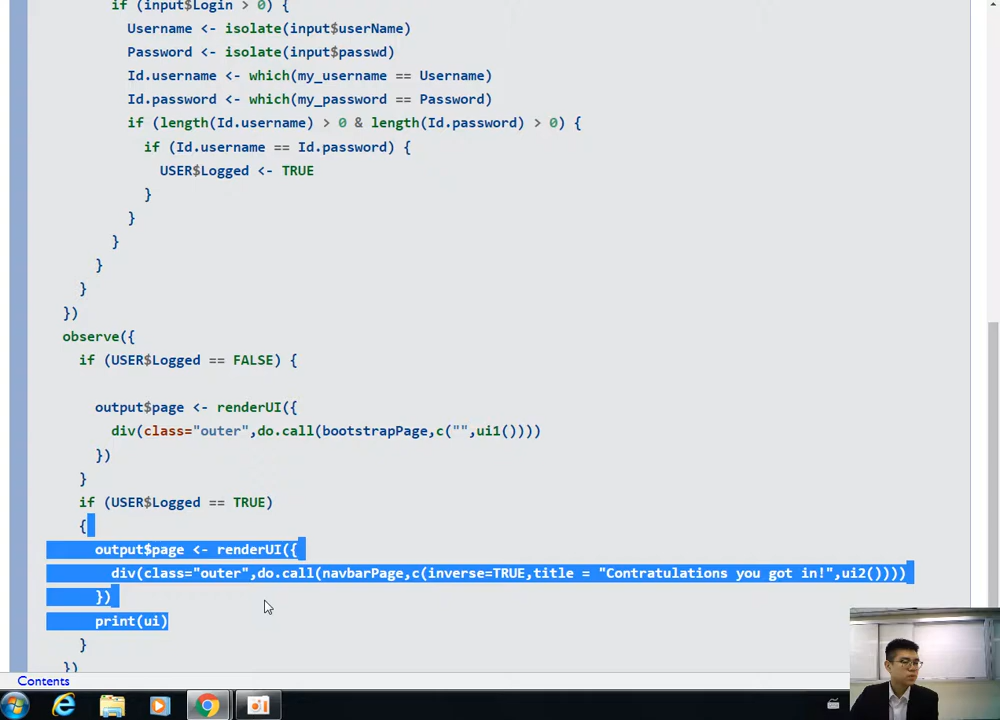 if (input$Login > 0) {
Username <- isolate(input$userName)
Password <- isolate(input$passwd)
Id.username <- which(my_username == Username)
Id.password <- which(my_password == Password)
if (length(Id.username) > 0 & length(Id.password) > 0) {
if (Id.username == Id.password) {
USER$Logged <- TRUE
}
}
}
}
}
})
observe({
if (USER$Logged == FALSE) {
output$page <- renderUI({
div(class="outer",do.call(bootstrapPage,c("",ui1())))
})
}
if (USER$Logged == TRUE)
{
output$page <- renderUI({
div(class="outer",do.call(navbarPage,c(inverse=TRUE,title = "Contratulations you got in!",ui2())))
})
print(ui)
}
})
Contents